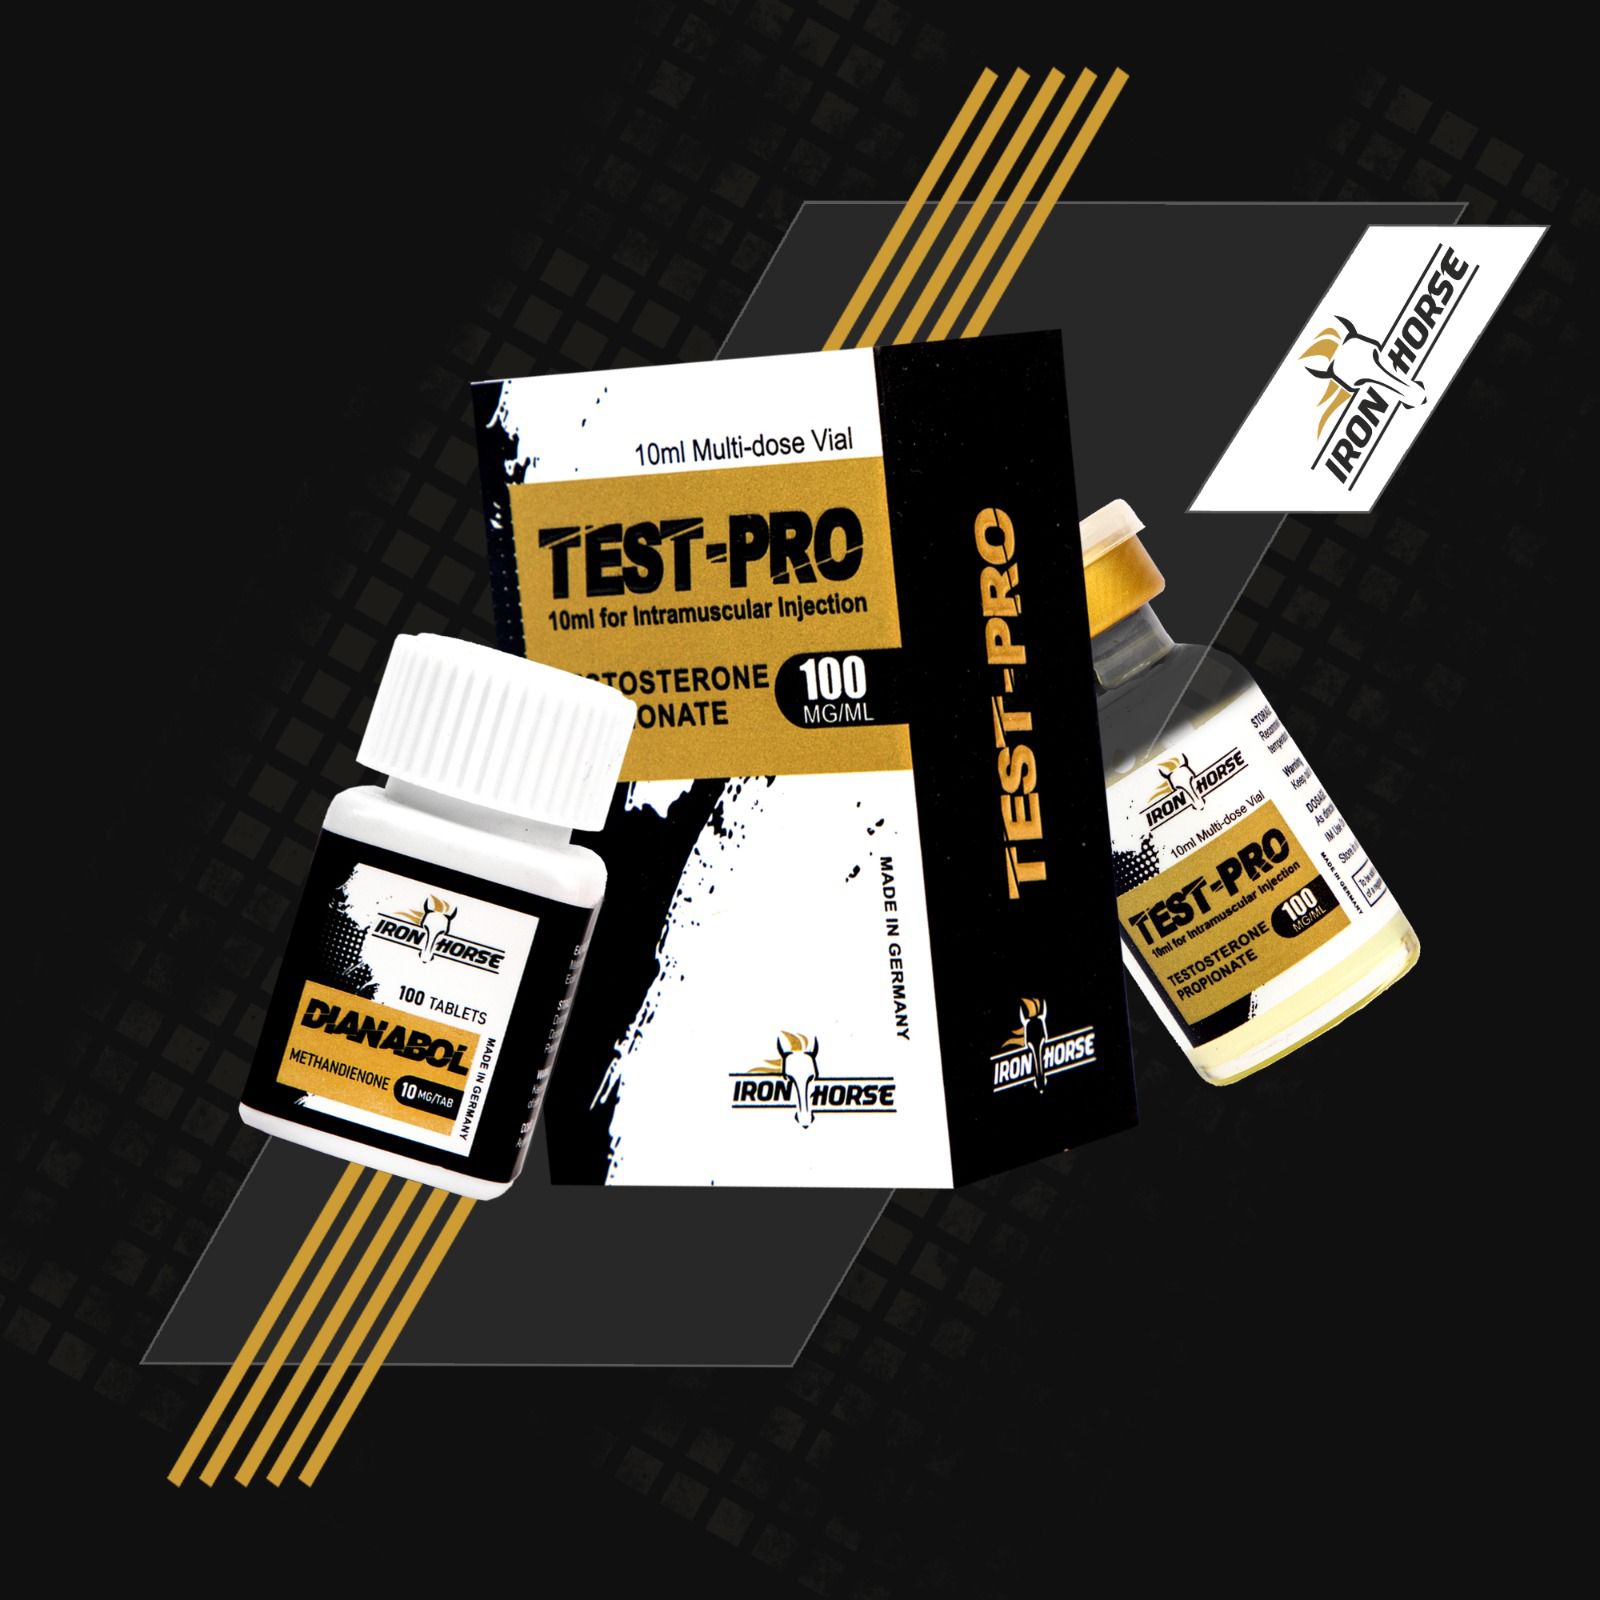 IRON HORSE
10ml Multi-dose Vial
TEST-PRO
10ml for Intramuscular Injection
100
MG/ML
MADE IN GERMANY
IRON HORSE
TEST-PRO
IRON HORSE
IRON HORSE
100 TABLETS
DIANABOL
METHANDIENONE
10 MG/TAB
MADE IN GERMANY
IRON HORSE
10ml Multi-dose Vial
TEST-PRO
10ml for Intramuscular Injection
TESTOSTERONE
PROPIONATE
100
MG/ML
MADE IN GERMANY